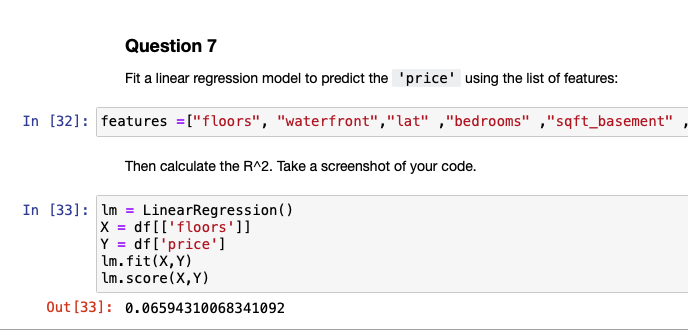 Question 7
Fit a linear regression model to predict the 'price' using the list of features:
In [32]: features =["floors", "waterfront","lat" ,"bedrooms" ,"sqft_basement" ,
Then calculate the R^2. Take a screenshot of your code.
In [33]: lm = LinearRegression()
X = df[['floors']]
Y = df['price']
lm.fit(X,Y)
lm.score(X,Y)
Out[33]: 0.06594310068341092